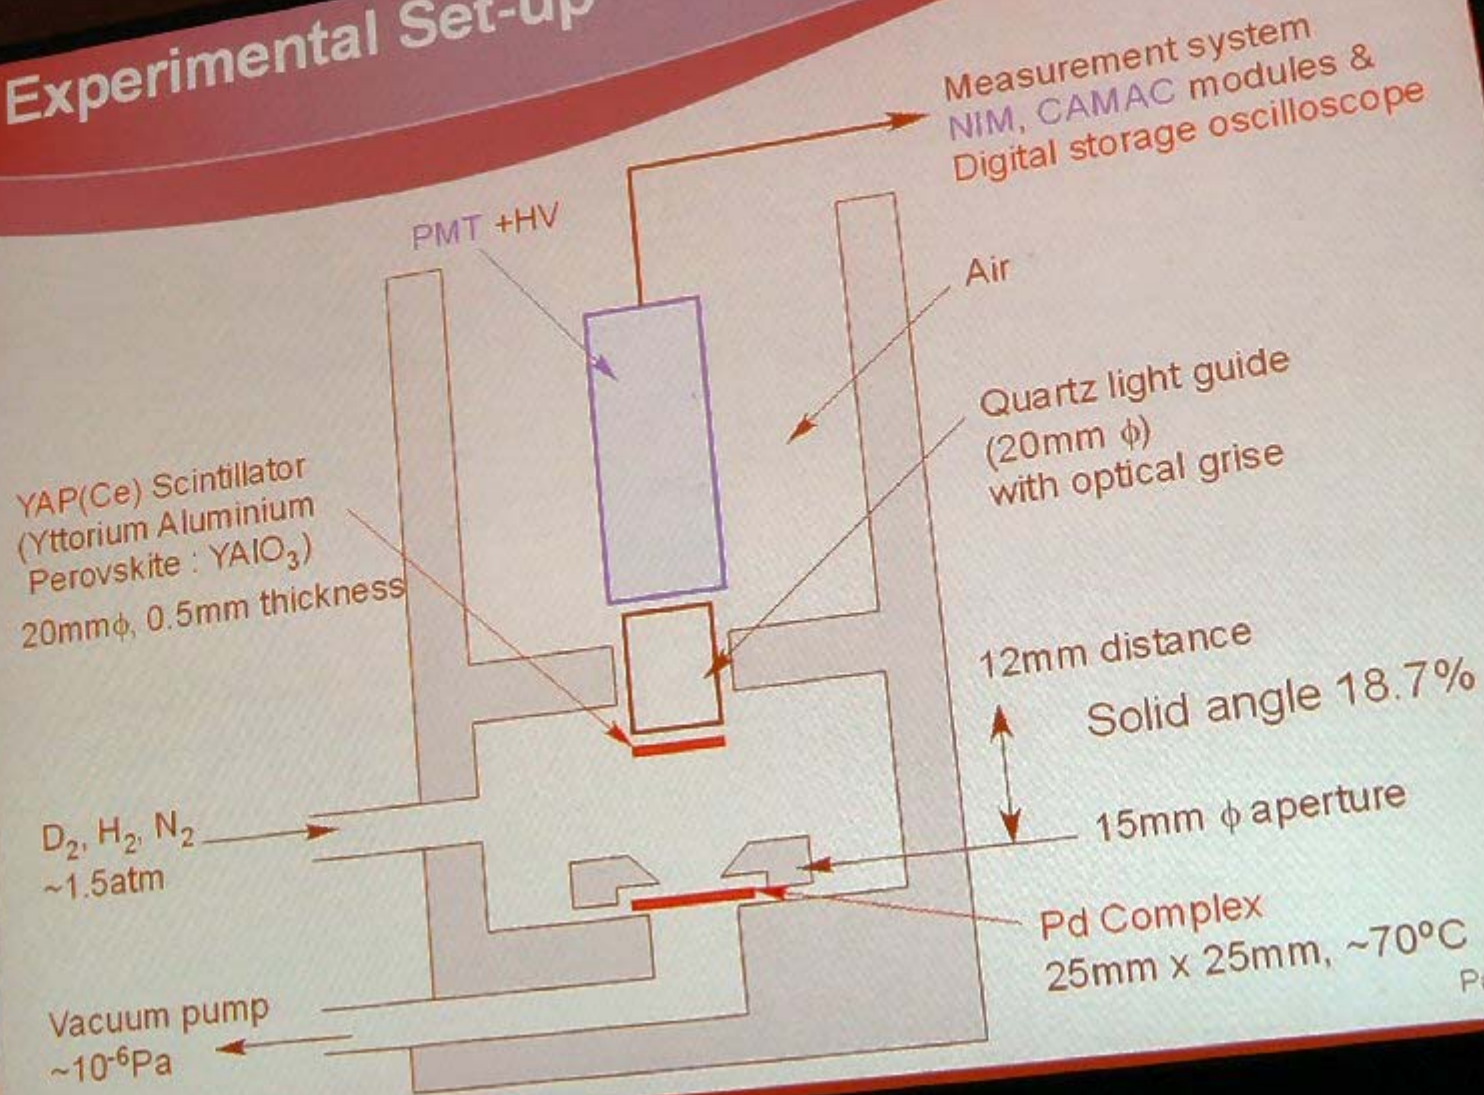 Experimental Set-up
Measurement system
NIM, CAMAC modules &
Digital storage oscilloscope
PMT +HV
Air
Quartz light guide
(20mm ϕ)
with optical grise
YAP(Ce) Scintillator
(Yttorium Aluminium
Perovskite : YAlO₃)
20mmϕ, 0.5mm thickness
12mm distance
Solid angle 18.7%
D₂, H₂, N₂
~1.5atm
15mm ϕ aperture
Pd Complex
25mm x 25mm, ~70ºC
Vacuum pump
~10⁻⁶Pa